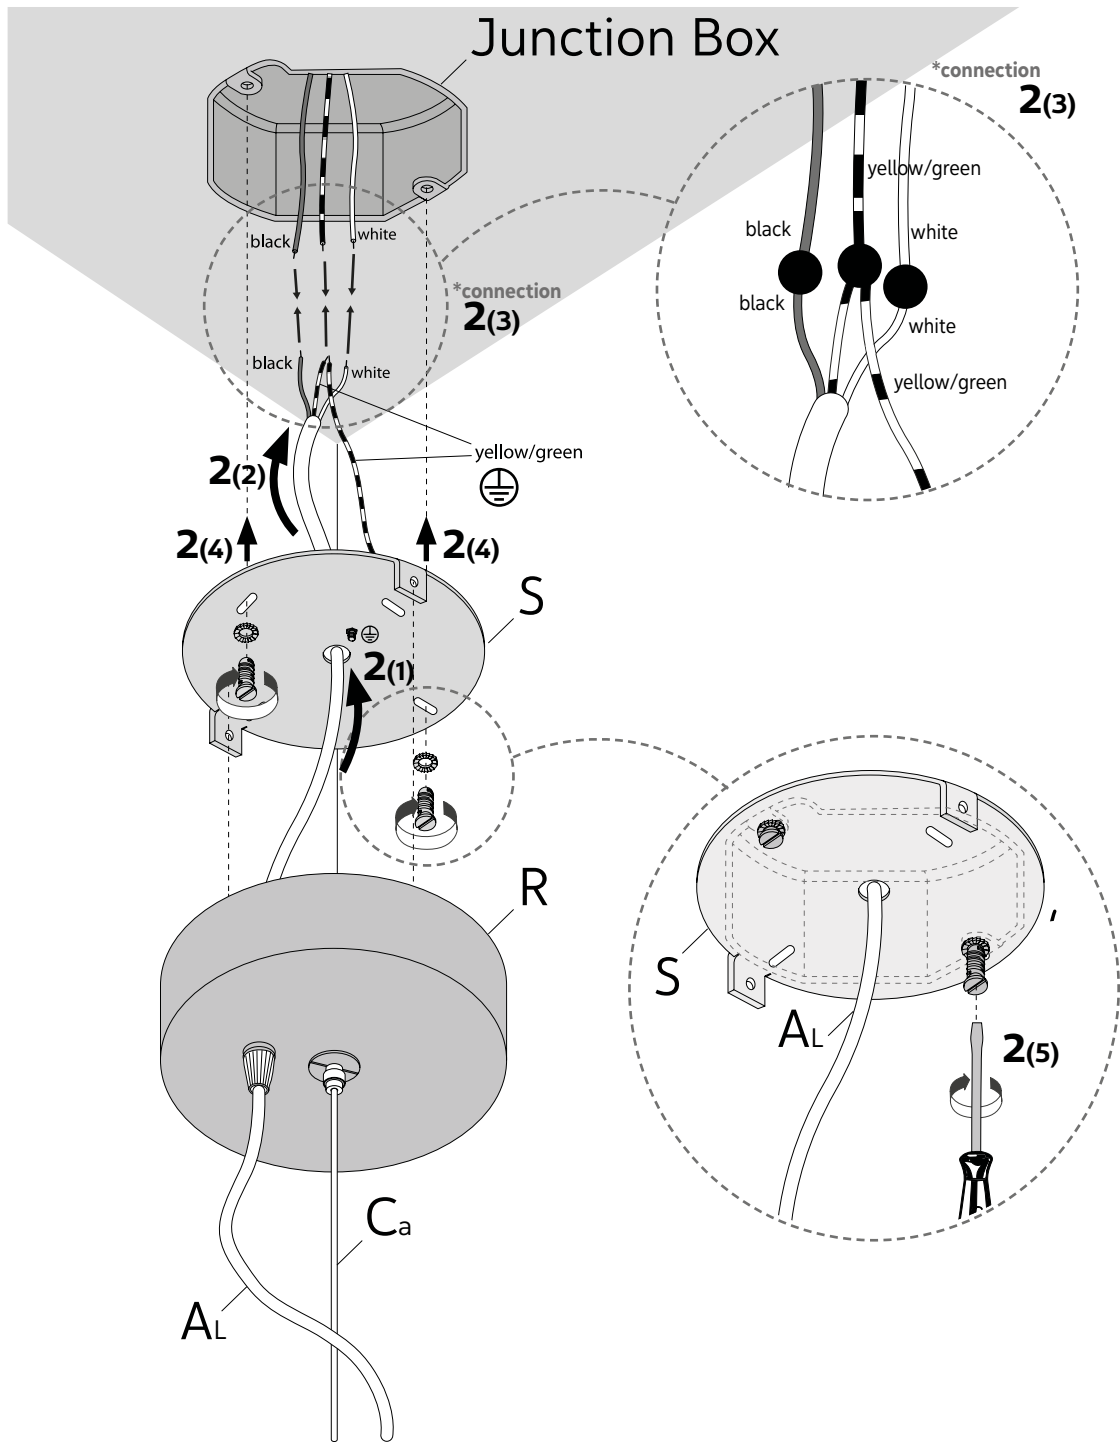 Junction Box
*connection
2(3)
yellow/green
black
white
black
white
yellow/green
black
white
*connection
2(3)
black
white
yellow/green
2(2)
2(4)
2(4)
S
2(1)
R
S
AL
2(5)
Ca
AL